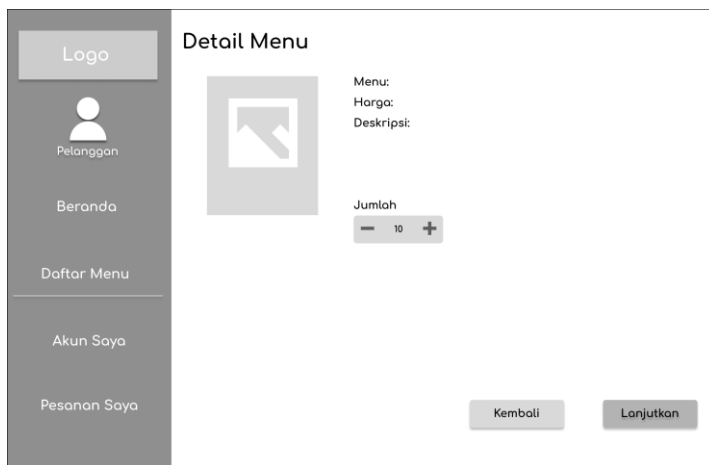 Logo
Pelanggan
Beranda
Daftar Menu
Akun Saya
Pesanan Saya
Detail Menu
Menu:
Harga:
Deskripsi:
Jumlah
− 10 +
Kembali
Lanjutkan